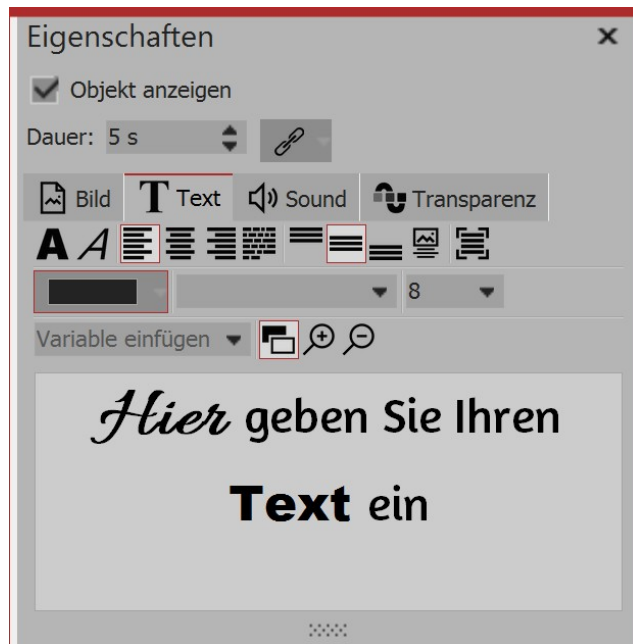 Eigenschaften
Objekt anzeigen
Dauer: 5 s
Bild Text Sound Transparenz
8
Variable einfügen
Hier geben Sie Ihren
Text ein